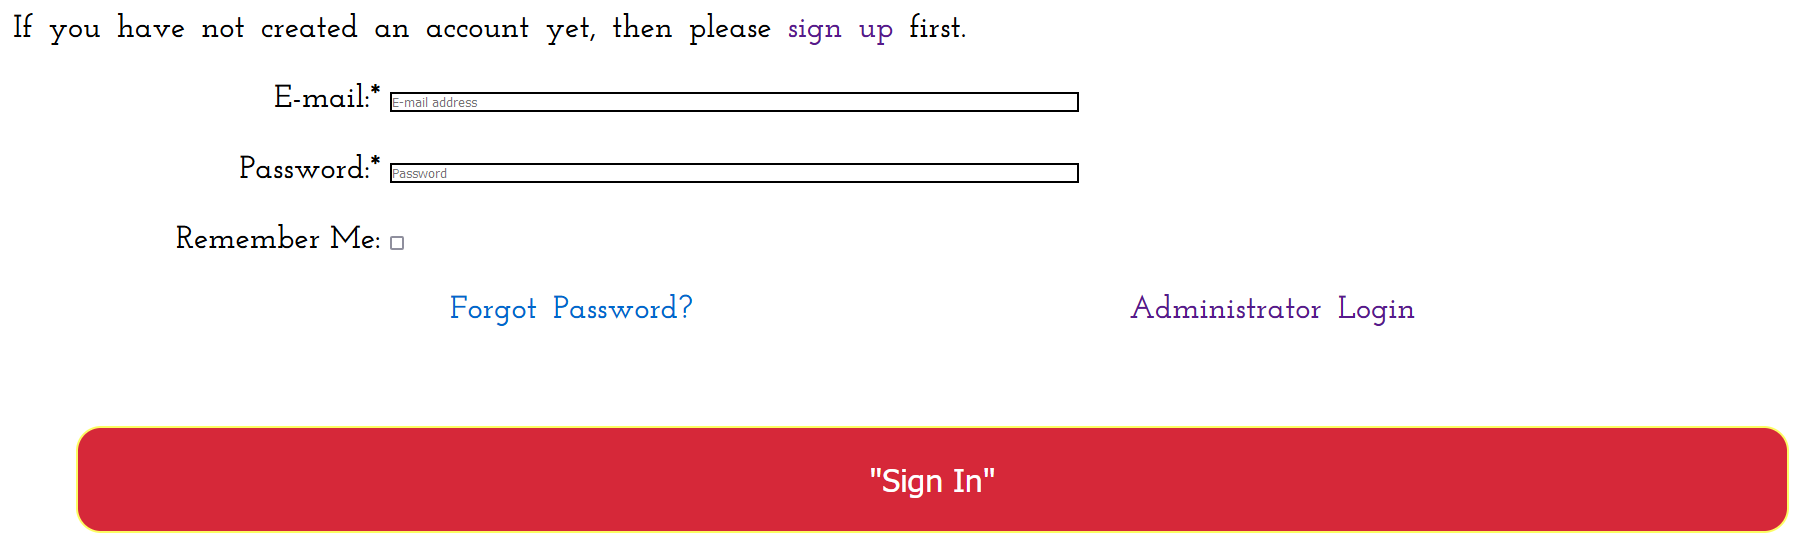 If you have not created an account yet, then please sign up first.
E-mail:* E-mail address
Password:* Password
Remember Me:
Forgot Password? Administrator Login
"Sign In"